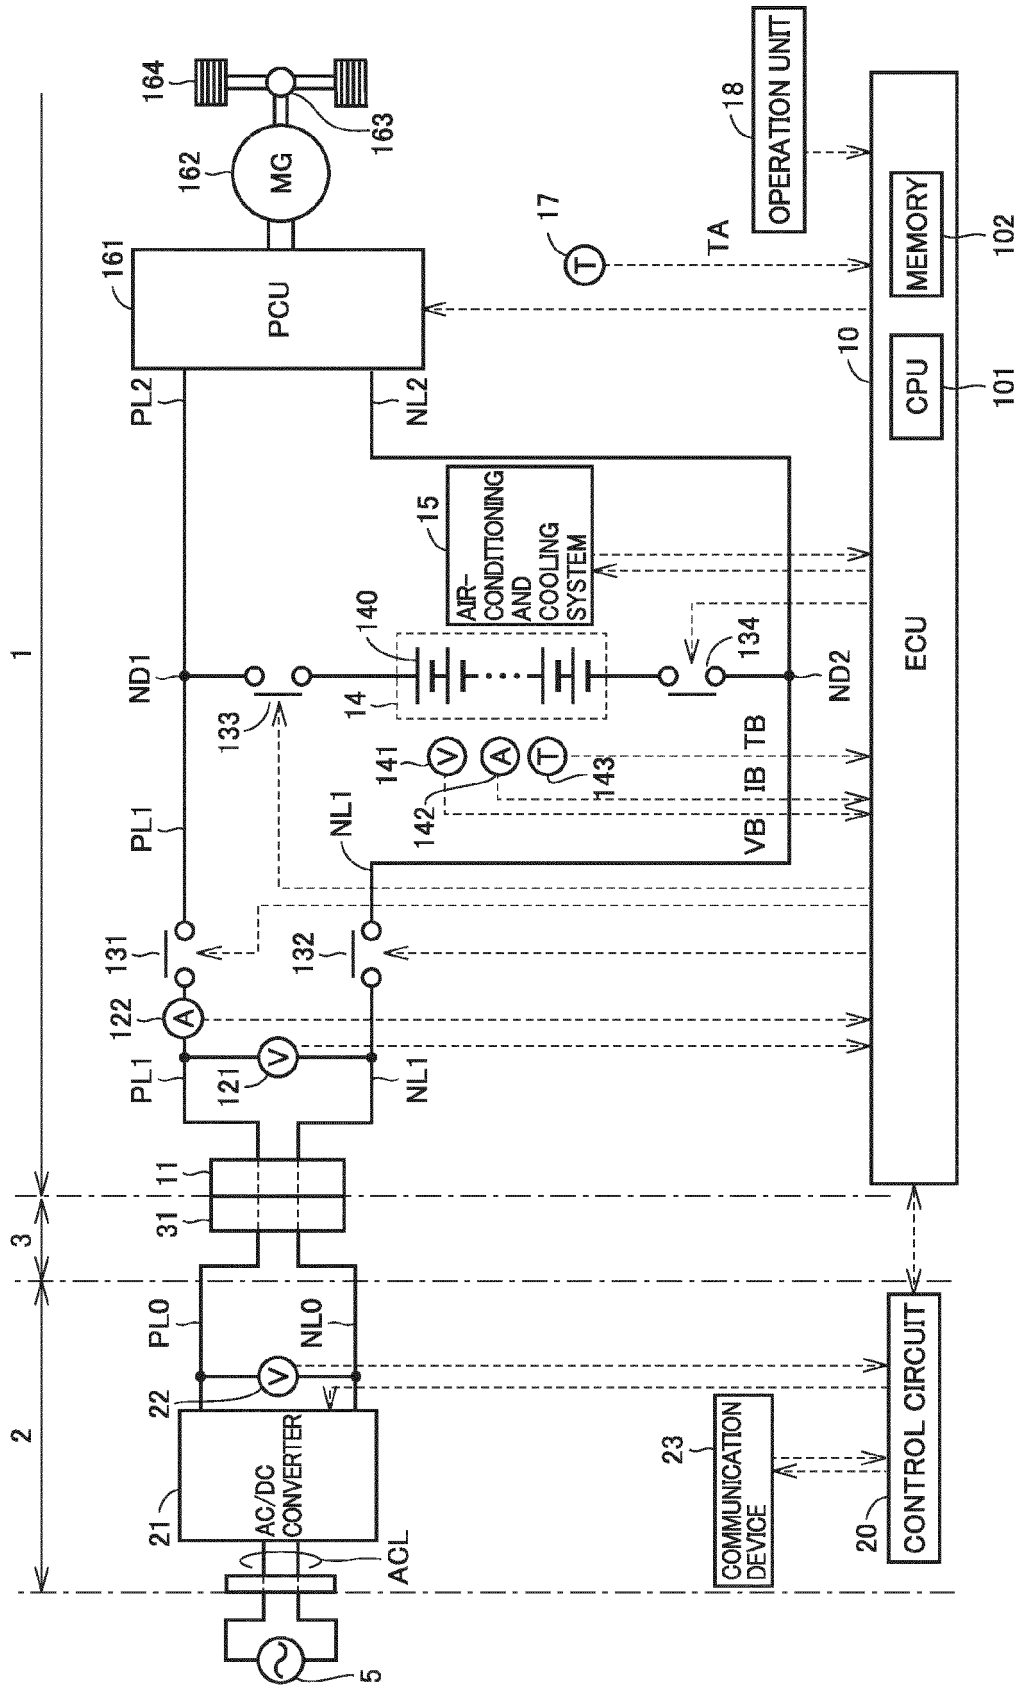 1
3
2
164
163
162
MG
161
PCU
PL2
NL2
17
T
TA
18
OPERATION UNIT
15
AIR-
CONDITIONING
AND
COOLING
SYSTEM
10
MEMORY
102
CPU
101
ECU
ND1
133
140
14
134
ND2
141
V
A
T
142
143
TB
IB
VB
PL1
NL1
131
132
122
A
121
V
PL1
NL1
11
31
PL0
NL0
22
V
21
AC/DC
CONVERTER
ACL
5
23
COMMUNICATION
DEVICE
20
CONTROL CIRCUIT